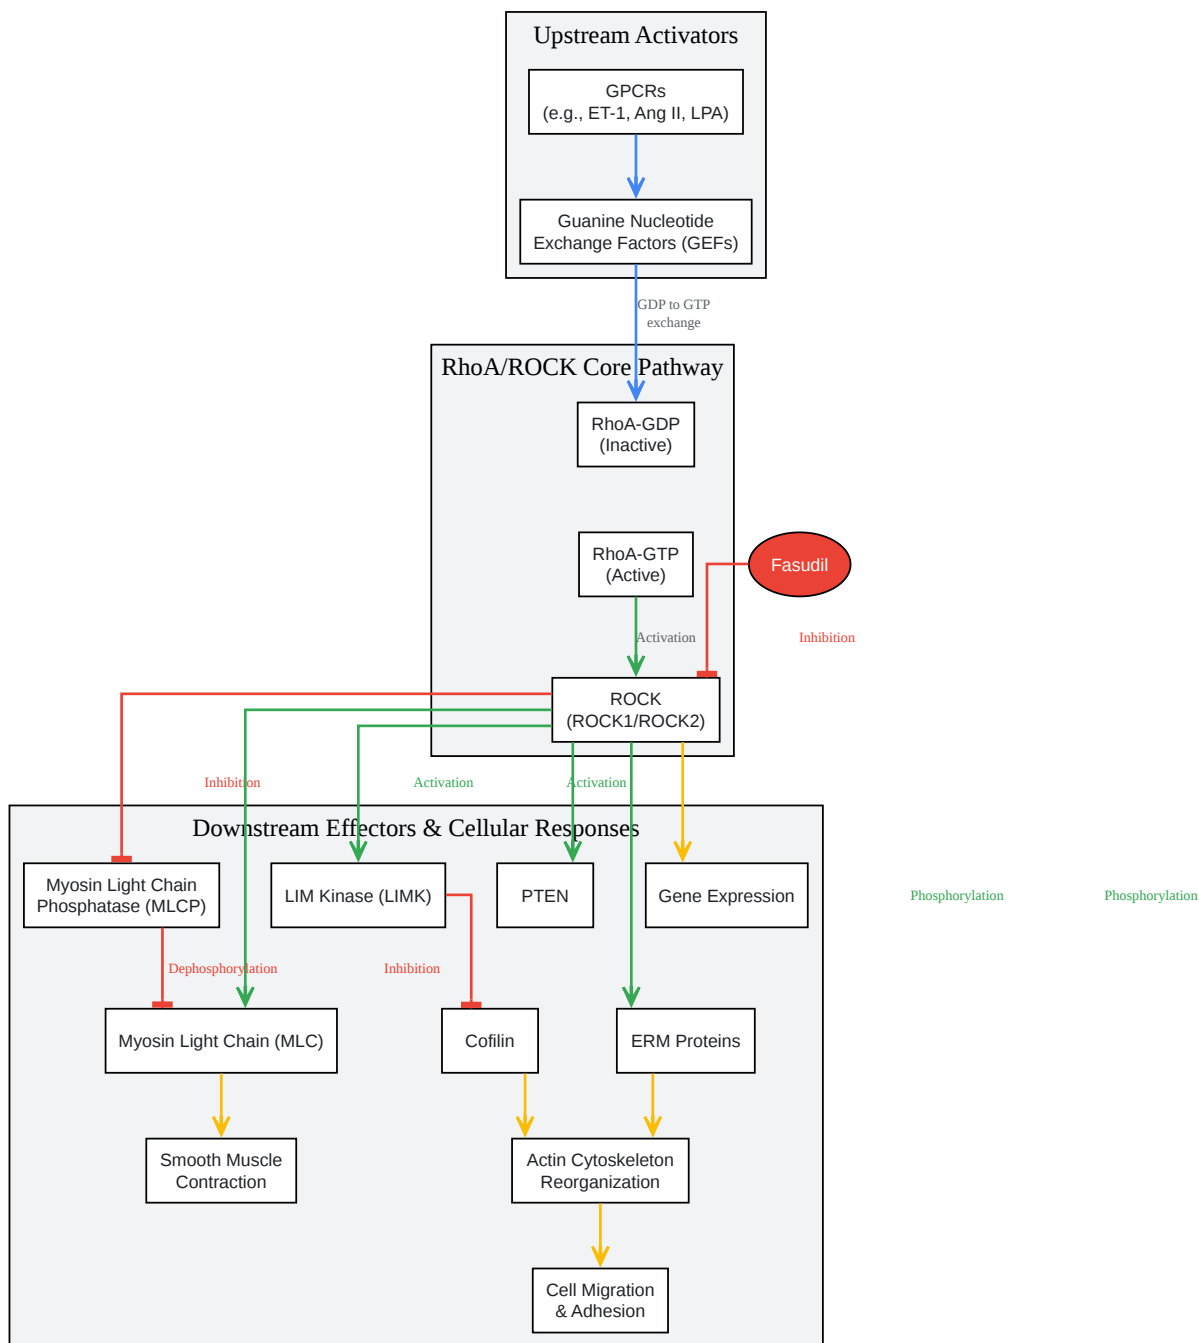 Upstream Activators
GPCRs
(e.g., ET-1, Ang II, LPA)
Guanine Nucleotide
Exchange Factors (GEFs)
GDP to GTP
exchange
RhoA/ROCK Core Pathway
RhoA-GDP
(Inactive)
RhoA-GTP
(Active)
Fasudil
Activation
Inhibition
ROCK
(ROCK1/ROCK2)
Inhibition
Activation
Activation
Downstream Effectors & Cellular Responses
Myosin Light Chain
Phosphatase (MLCP)
LIM Kinase (LIMK)
PTEN
Gene Expression
Phosphorylation
Phosphorylation
Dephosphorylation
Inhibition
Myosin Light Chain (MLC)
Cofilin
ERM Proteins
Smooth Muscle
Contraction
Actin Cytoskeleton
Reorganization
Cell Migration
& Adhesion